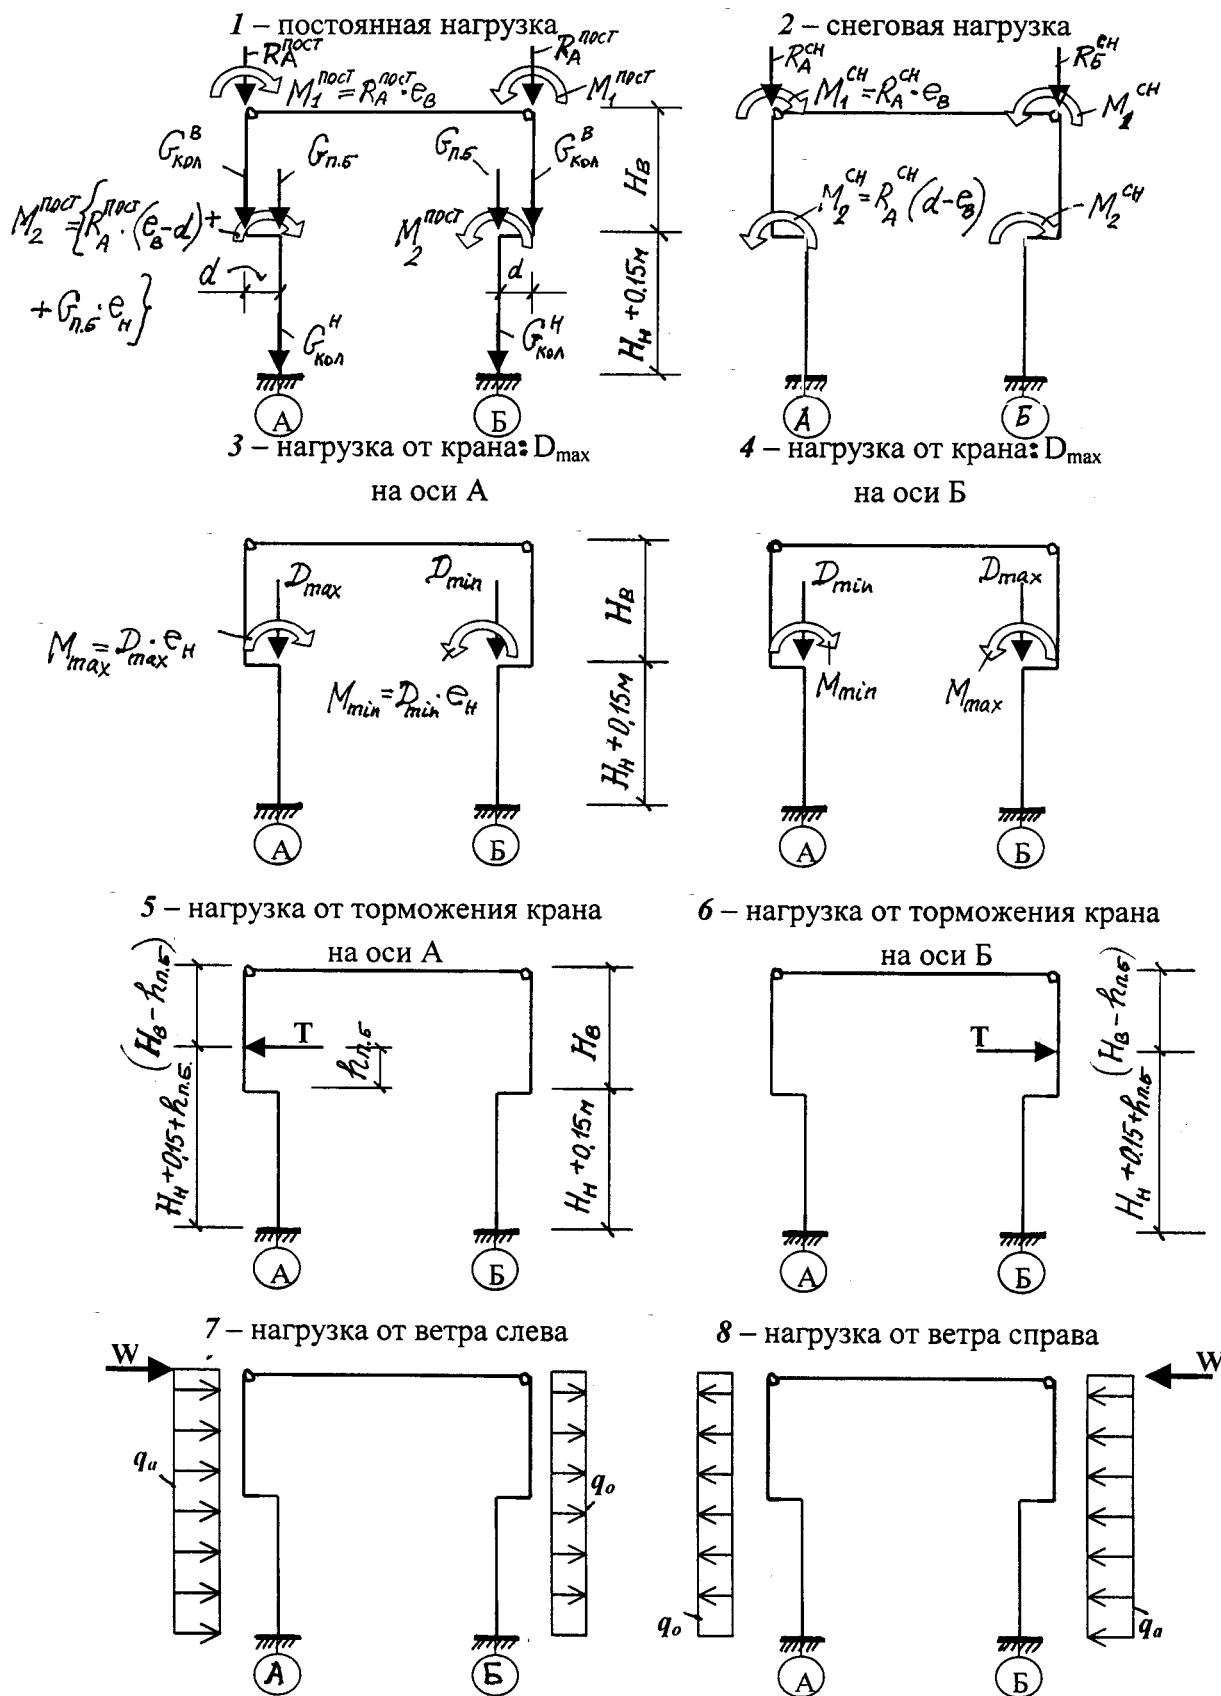 1 – постоянная нагрузка
R_A^пост
R_A^пост
M_1^пост = R_A^пост · e_в
M_1^пост
G_кол^В
G_п.б
G_п.б
G_кол^В
M_2^пост = {R_A^пост · (e_в – d) +
+ G_п.б · e_н}
M_2^пост
d
d
G_кол^Н
G_кол^Н
H_в
H_н + 0.15м
А
Б
2 – снеговая нагрузка
R_A^сн
R_Б^сн
M_1^сн = R_A^сн · e_в
M_1^сн
M_2^сн = R_A^сн (d – e_в)
M_2^сн
А
Б
3 – нагрузка от крана: D_max
на оси А
D_max
D_min
M_max = D_max · e_н
M_min = D_min · e_н
H_в
H_н + 0,15м
А
Б
4 – нагрузка от крана: D_max
на оси Б
D_min
D_max
M_min
M_max
А
Б
5 – нагрузка от торможения крана
на оси А
(H_в – h_п.б)
H_н + 0,15 + h_п.б.
T
h_п.б
H_в
H_н + 0,15м
А
Б
6 – нагрузка от торможения крана
на оси Б
T
(H_в – h_п.б)
H_н + 0,15 + h_п.б
А
Б
7 – нагрузка от ветра слева
W
q_a
q_o
А
Б
8 – нагрузка от ветра справа
W
q_o
q_a
А
Б